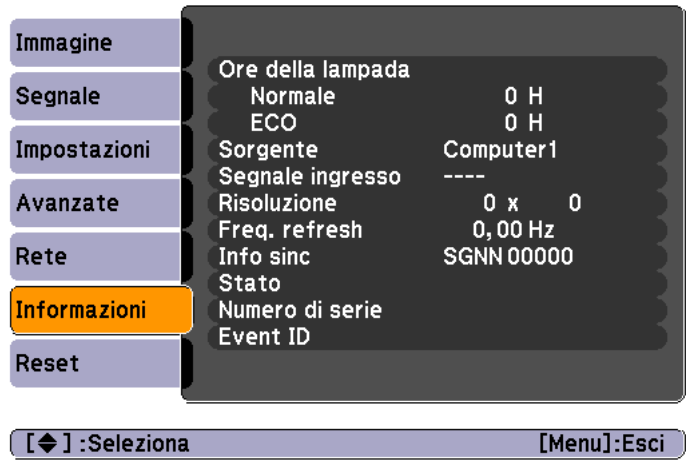 Immagine
Segnale
Impostazioni
Avanzate
Rete
Informazioni
Reset
Ore della lampada
Normale 0 H
ECO 0 H
Sorgente Computer1
Segnale ingresso ----
Risoluzione 0 x 0
Freq. refresh 0,00 Hz
Info sinc SGNN 00000
Stato
Numero di serie
Event ID
[◆] :Seleziona [Menu]:Esci